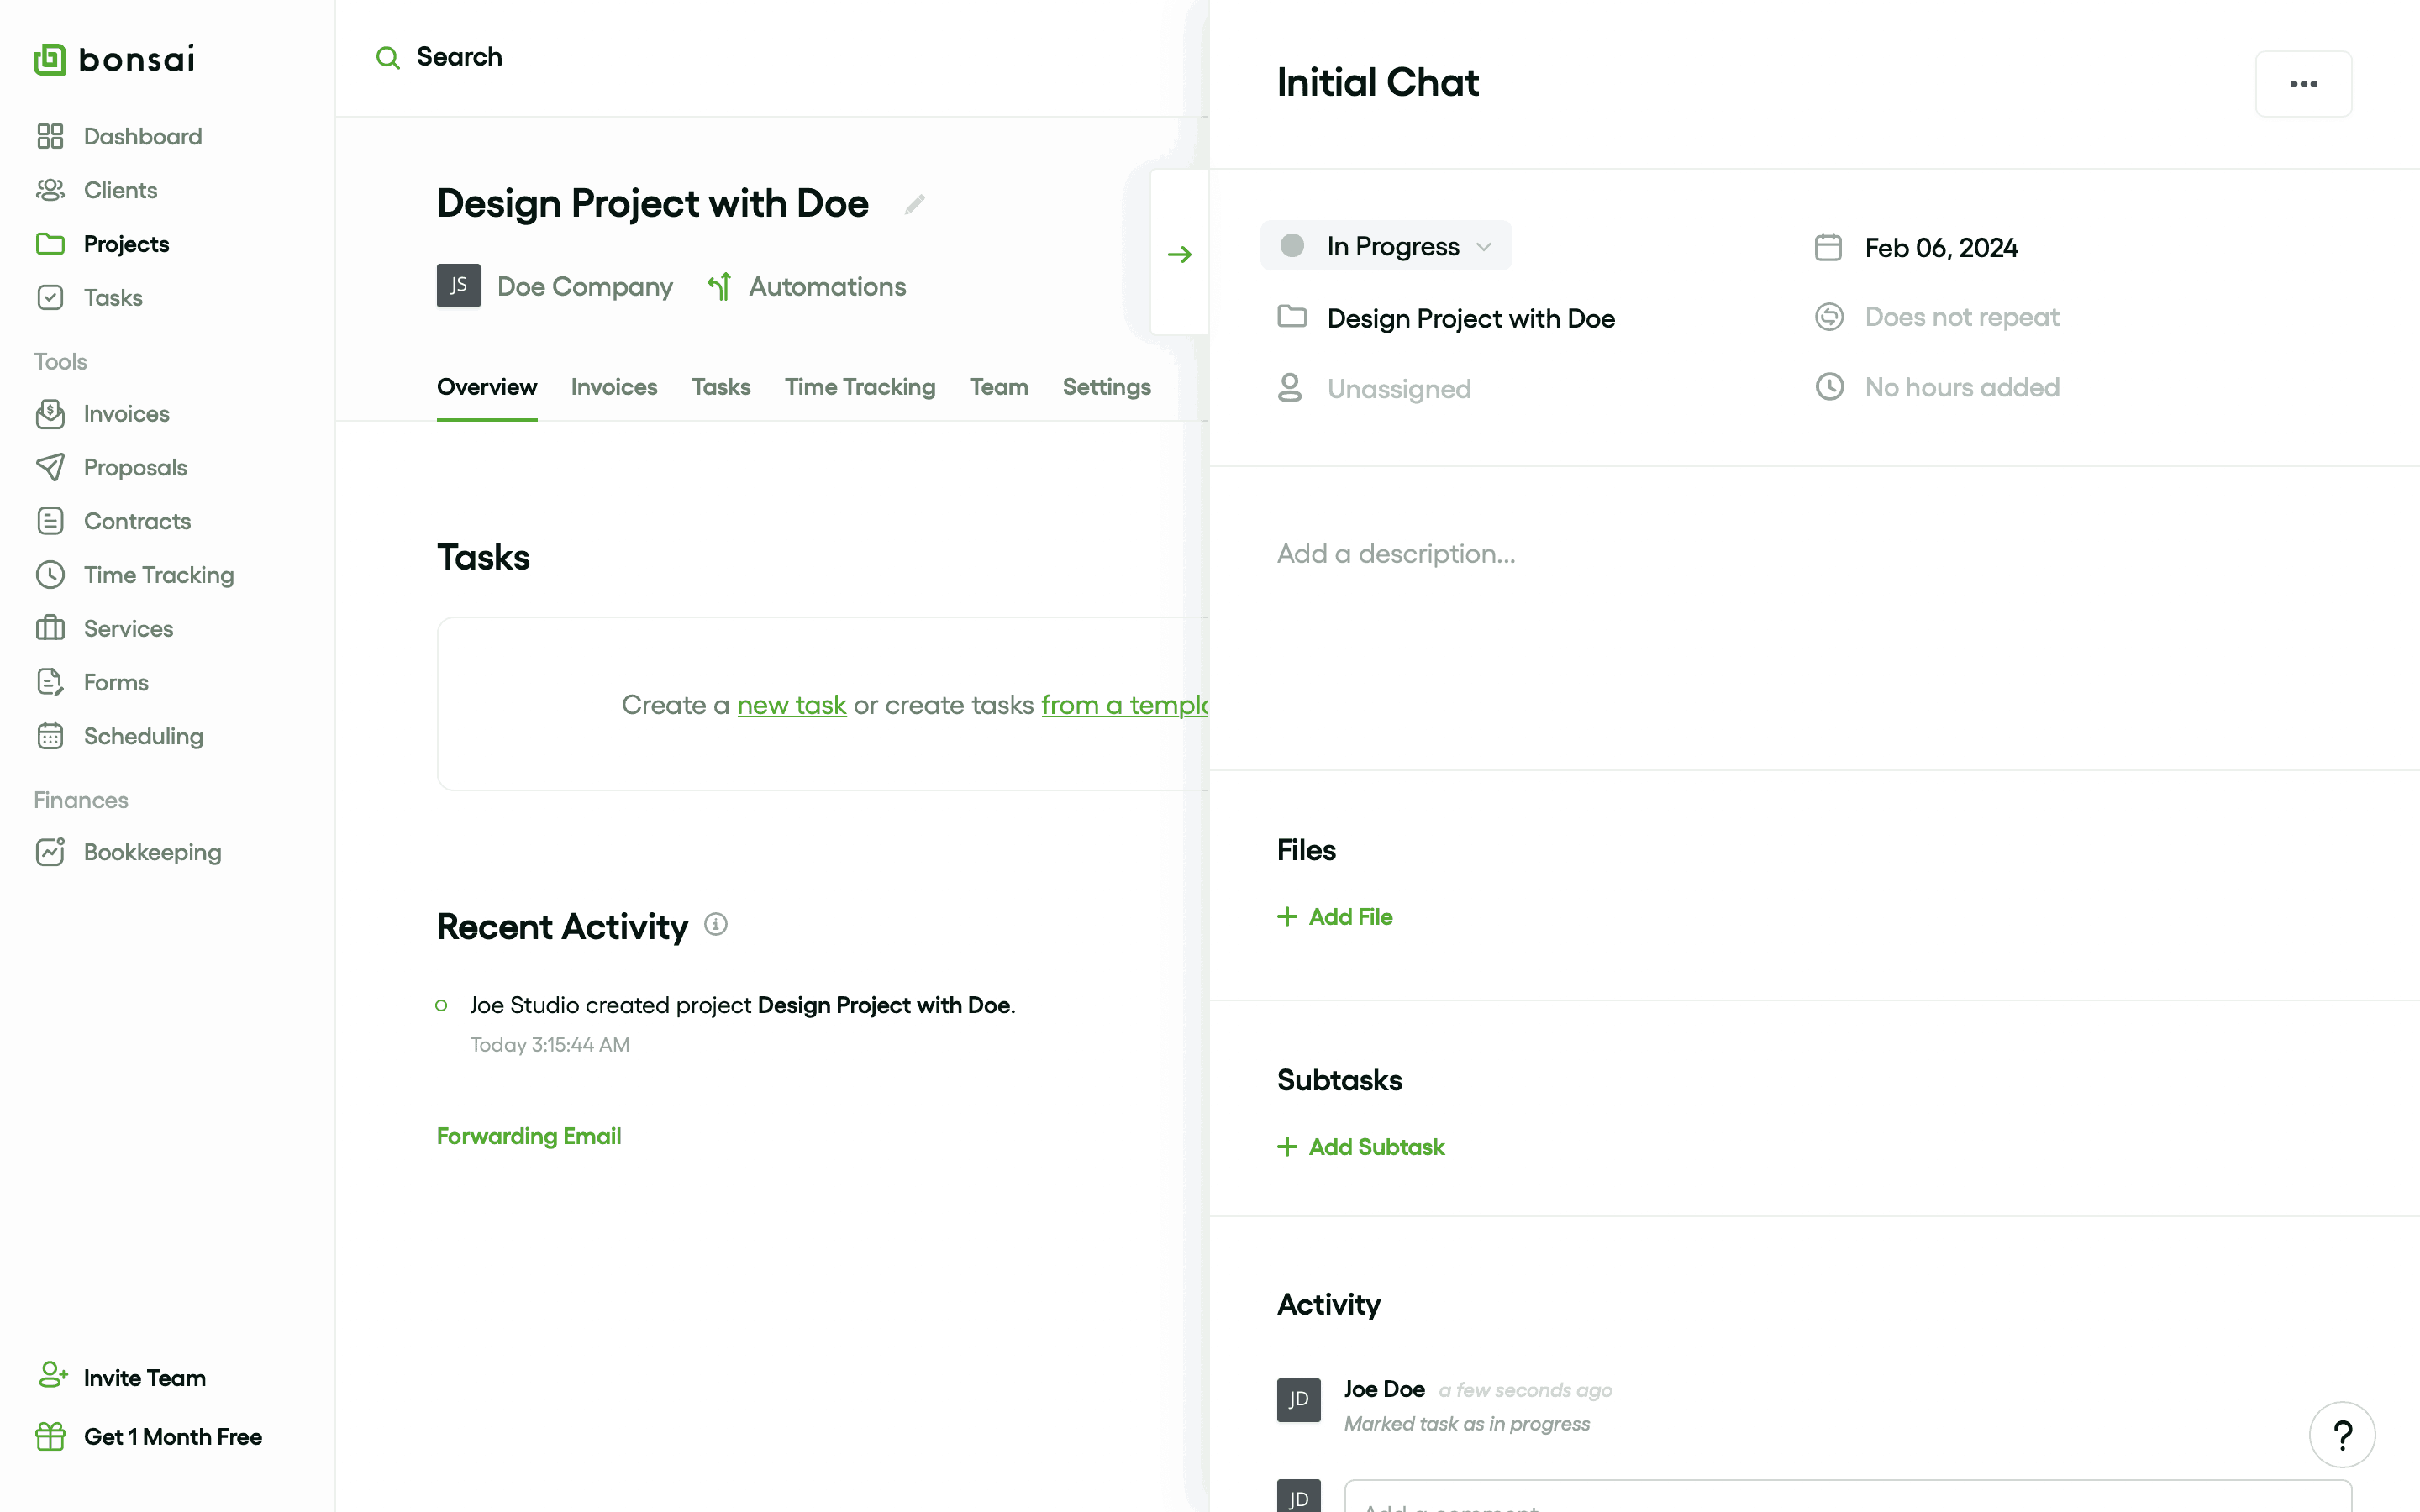 bonsai
Dashboard
Clients
Projects
Tasks
Tools
Invoices
Proposals
Contracts
Time Tracking
Services
Forms
Scheduling
Finances
Bookkeeping
Invite Team
Get 1 Month Free
Search
Design Project with Doe
JS Doe Company Automations
Overview Invoices Tasks Time Tracking Team Settings
Tasks
Create a new task or create tasks from a templa
Recent Activity
Joe Studio created project Design Project with Doe.
Today 3:15:44 AM
Forwarding Email
Initial Chat
In Progress
Feb 06, 2024
Design Project with Doe
Does not repeat
Unassigned
No hours added
Add a description...
Files
+ Add File
Subtasks
+ Add Subtask
Activity
JD Joe Doe a few seconds ago
Marked task as in progress
JD Add a comment
?